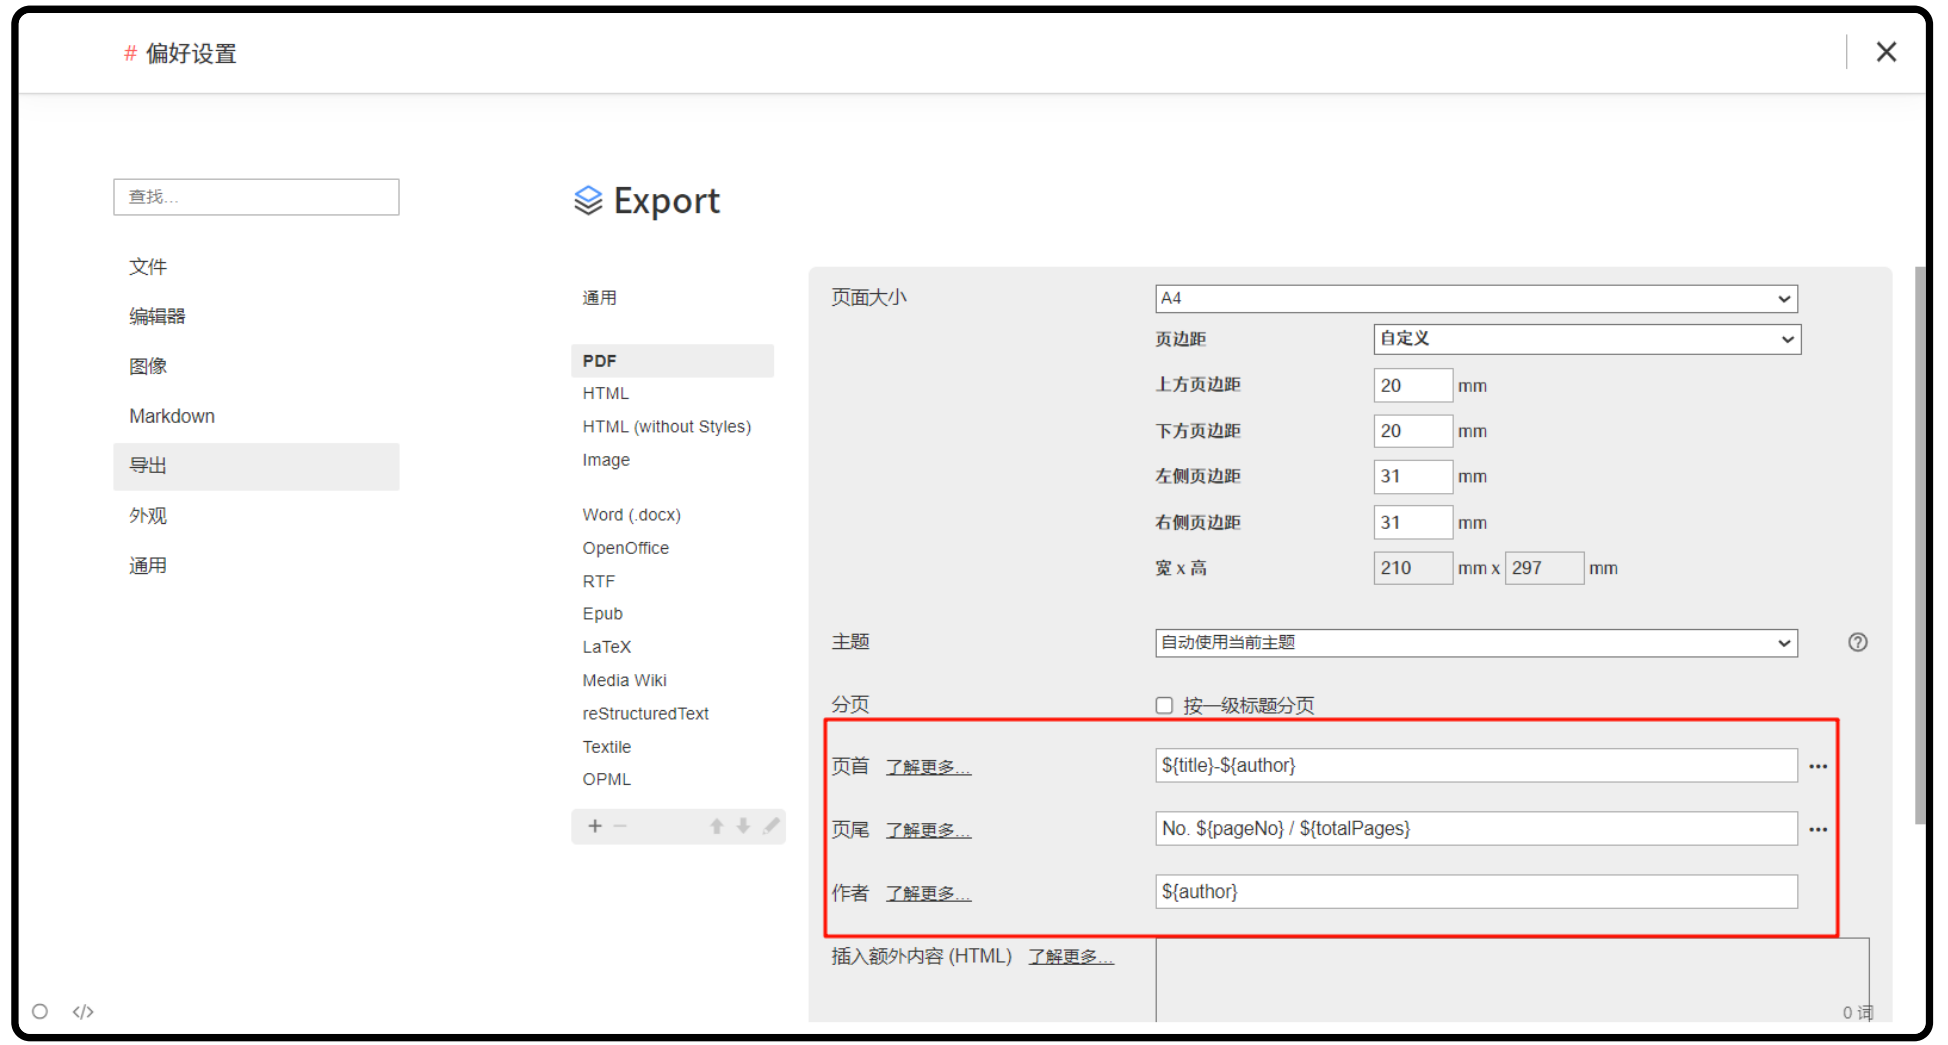 # 偏好设置
查找...
文件
编辑器
图像
Markdown
导出
外观
通用
Export
通用
PDF
HTML
HTML (without Styles)
Image
Word (.docx)
OpenOffice
RTF
Epub
LaTeX
Media Wiki
reStructuredText
Textile
OPML
页面大小 A4
页边距 自定义
上方页边距 20 mm
下方页边距 20 mm
左侧页边距 31 mm
右侧页边距 31 mm
宽 x 高 210 mm x 297 mm
主题 自动使用当前主题
分页 按一级标题分页
页首 了解更多... ${title}-${author}
页尾 了解更多... No. ${pageNo} / ${totalPages}
作者 了解更多... ${author}
插入额外内容 (HTML) 了解更多...
</> 0 词